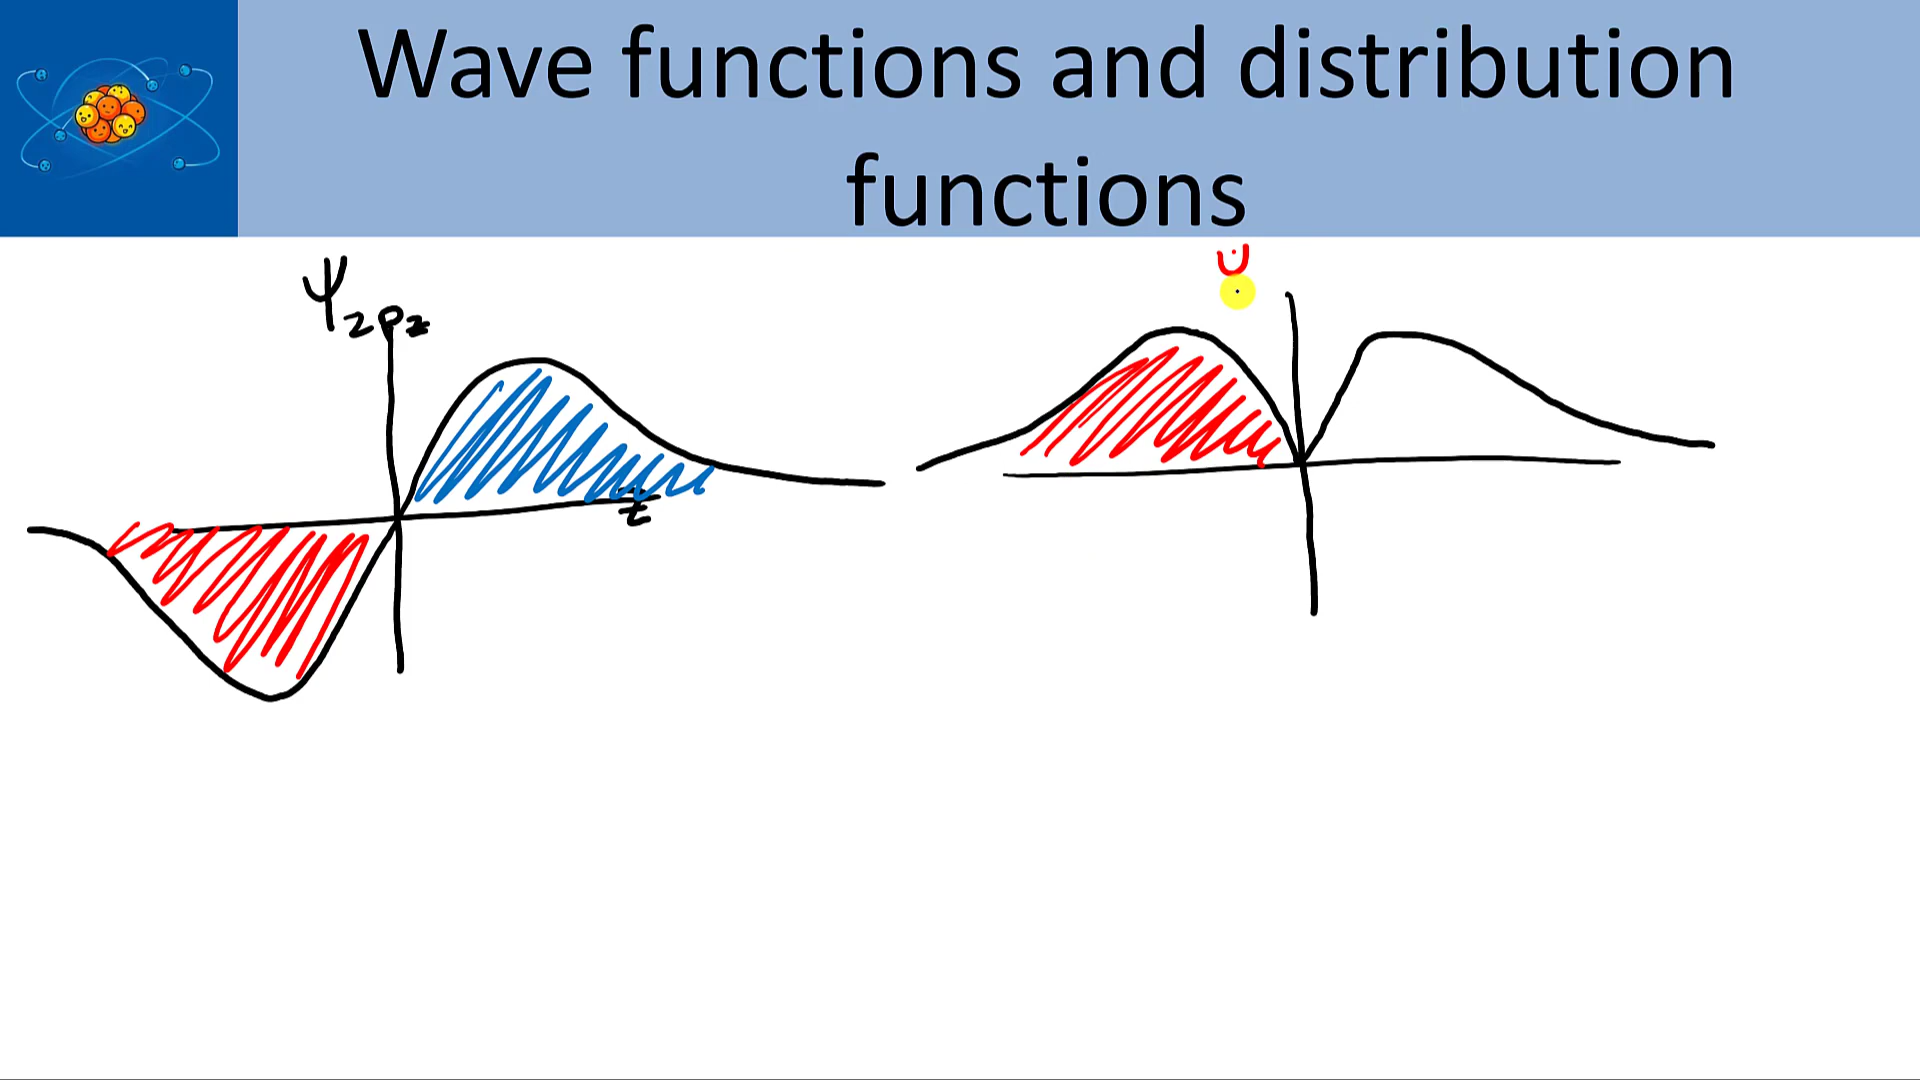 Wave functions and distribution
functions
Ψ2pz
z